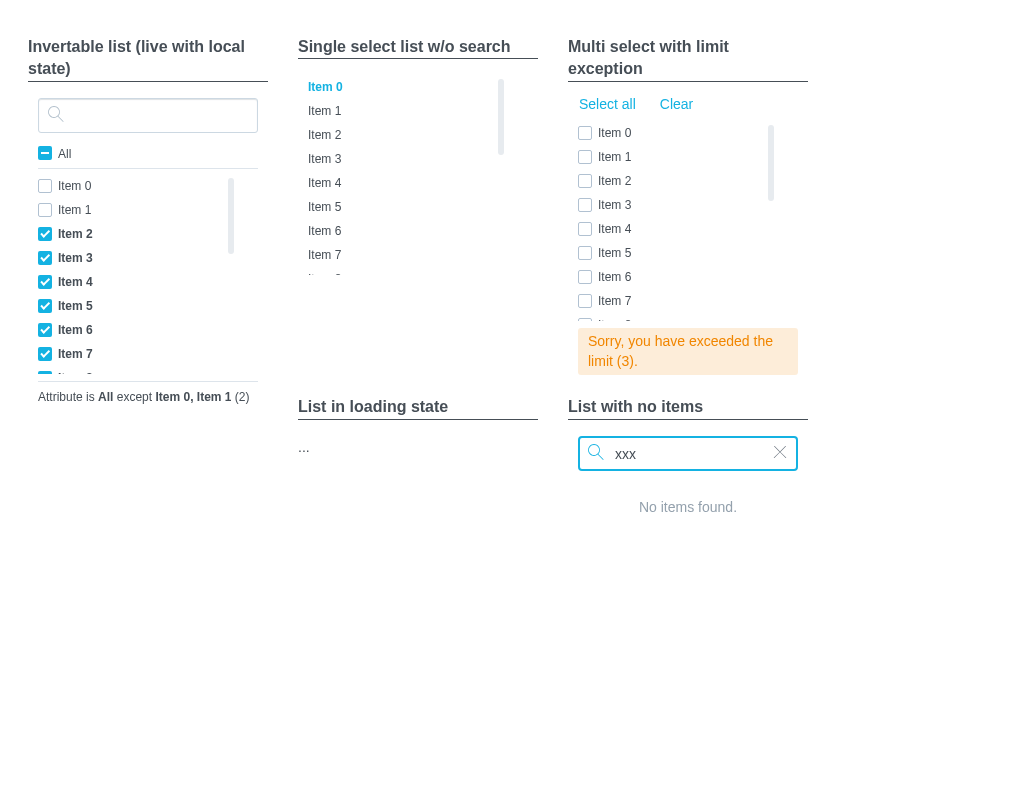 Invertable list (live with local
state)
All
Item 0
Item 1
Item 2
Item 3
Item 4
Item 5
Item 6
Item 7
Attribute is All except Item 0, Item 1 (2)
Single select list w/o search
Item 0
Item 1
Item 2
Item 3
Item 4
Item 5
Item 6
Item 7
Multi select with limit
exception
Select all Clear
Item 0
Item 1
Item 2
Item 3
Item 4
Item 5
Item 6
Item 7
Sorry, you have exceeded the
limit (3).
List in loading state
...
List with no items
xxx
No items found.